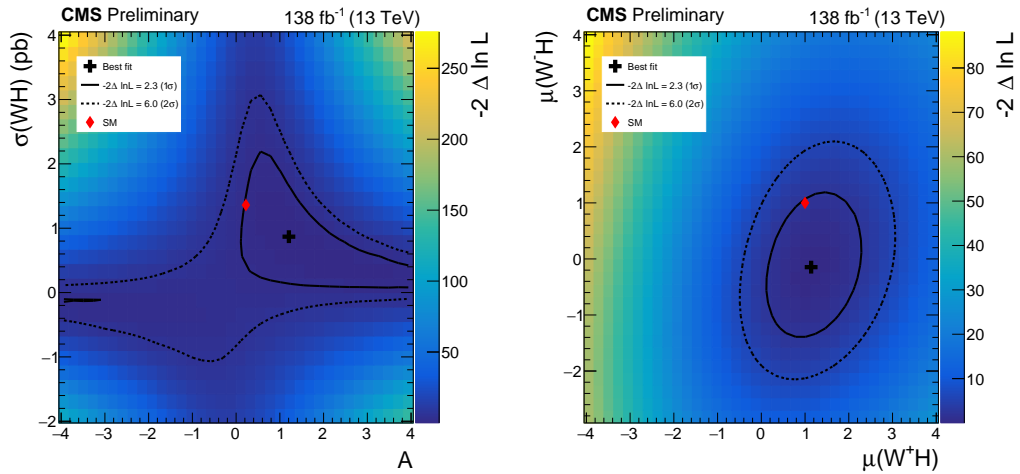 CMS Preliminary
138 fb⁻¹ (13 TeV)
σ(WH) (pb)
4
3
2
1
0
−1
−2
Best fit
-2Δ lnL = 2.3 (1σ)
-2Δ lnL = 6.0 (2σ)
SM
−4 −3 −2 −1 0 1 2 3 4
A
250
200
150
100
50
-2 Δ ln L
CMS Preliminary
138 fb⁻¹ (13 TeV)
μ(W⁻H)
4
3
2
1
0
−1
−2
Best fit
-2Δ lnL = 2.3 (1σ)
-2Δ lnL = 6.0 (2σ)
SM
−4 −3 −2 −1 0 1 2 3 4
μ(W⁺H)
80
70
60
50
40
30
20
10
-2 Δ ln L